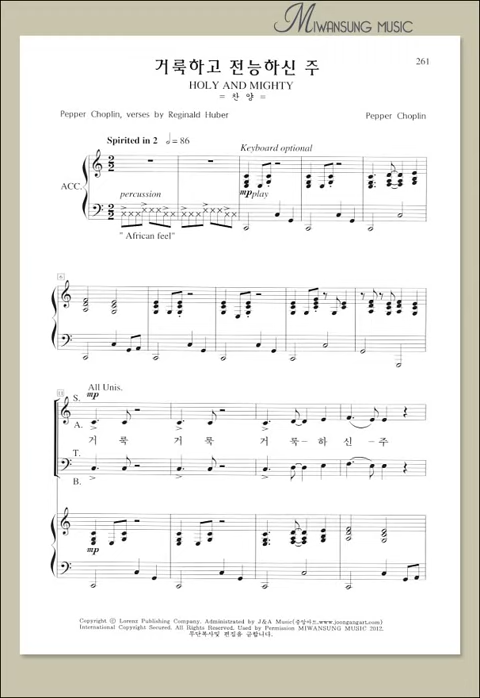 MIWANSUNG MUSIC
거룩하고 전능하신 주
261
HOLY AND MIGHTY
= 찬 양 =
Pepper Choplin, verses by Reginald Huber
Pepper Choplin
Spirited in 2 𝅗𝅥 = 86
Keyboard optional
ACC.
percussion
mp play
" African feel"
6
11
All Unis.
mp
S.
A.
거 룩 거 룩 거 룩 - 하 신 - 주
T.
B.
mp
Copyright ⓒ Lorenz Publishing Company. Administered by J&A Music(중앙아트,www.joongangart.com)
International Copyright Secured. All Rights Reserved. Used by Permission MIWANSUNG MUSIC 2012.
무단복사및 편집을 금합니다.